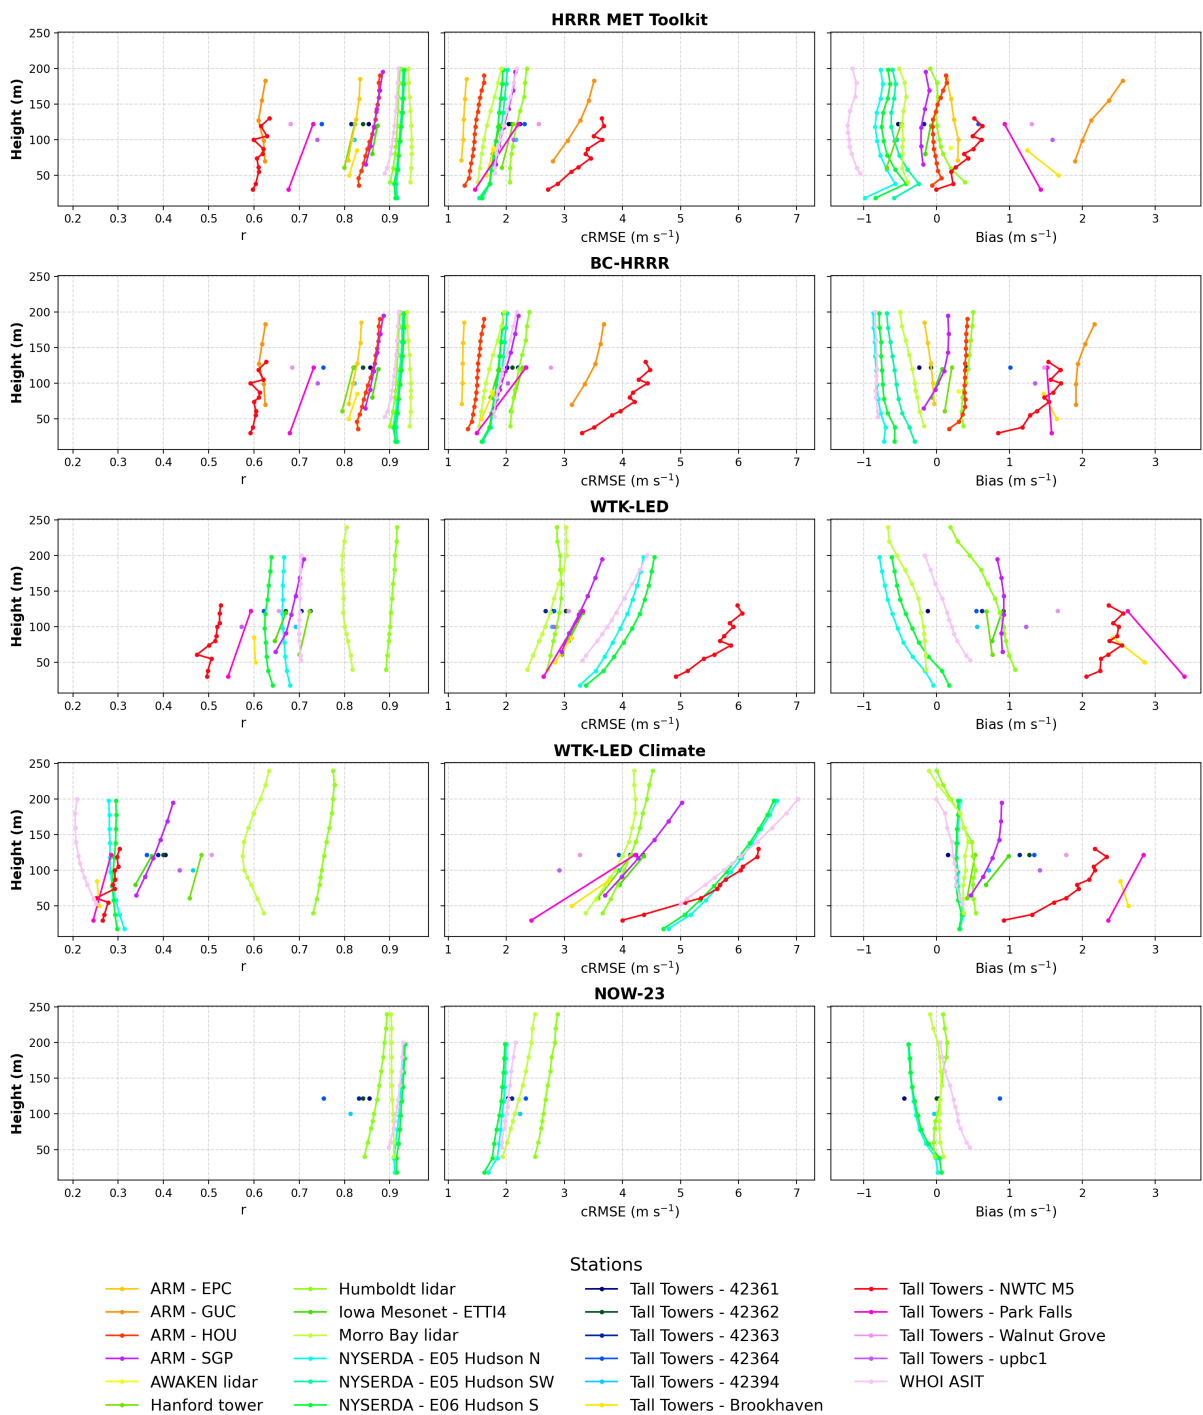 HRRR MET Toolkit
250
200
150
100
50
Height (m)
0.2 0.3 0.4 0.5 0.6 0.7 0.8 0.9
r
1 2 3 4 5 6 7
cRMSE (m s⁻¹)
−1 0 1 2 3
Bias (m s⁻¹)
BC-HRRR
250
200
150
100
50
Height (m)
0.2 0.3 0.4 0.5 0.6 0.7 0.8 0.9
r
1 2 3 4 5 6 7
cRMSE (m s⁻¹)
−1 0 1 2 3
Bias (m s⁻¹)
WTK-LED
250
200
150
100
50
Height (m)
0.2 0.3 0.4 0.5 0.6 0.7 0.8 0.9
r
1 2 3 4 5 6 7
cRMSE (m s⁻¹)
−1 0 1 2 3
Bias (m s⁻¹)
WTK-LED Climate
250
200
150
100
50
Height (m)
0.2 0.3 0.4 0.5 0.6 0.7 0.8 0.9
r
1 2 3 4 5 6 7
cRMSE (m s⁻¹)
−1 0 1 2 3
Bias (m s⁻¹)
NOW-23
250
200
150
100
50
Height (m)
0.2 0.3 0.4 0.5 0.6 0.7 0.8 0.9
r
1 2 3 4 5 6 7
cRMSE (m s⁻¹)
−1 0 1 2 3
Bias (m s⁻¹)
Stations
ARM - EPC
ARM - GUC
ARM - HOU
ARM - SGP
AWAKEN lidar
Hanford tower
Humboldt lidar
Iowa Mesonet - ETTI4
Morro Bay lidar
NYSERDA - E05 Hudson N
NYSERDA - E05 Hudson SW
NYSERDA - E06 Hudson S
Tall Towers - 42361
Tall Towers - 42362
Tall Towers - 42363
Tall Towers - 42364
Tall Towers - 42394
Tall Towers - Brookhaven
Tall Towers - NWTC M5
Tall Towers - Park Falls
Tall Towers - Walnut Grove
Tall Towers - upbc1
WHOI ASIT